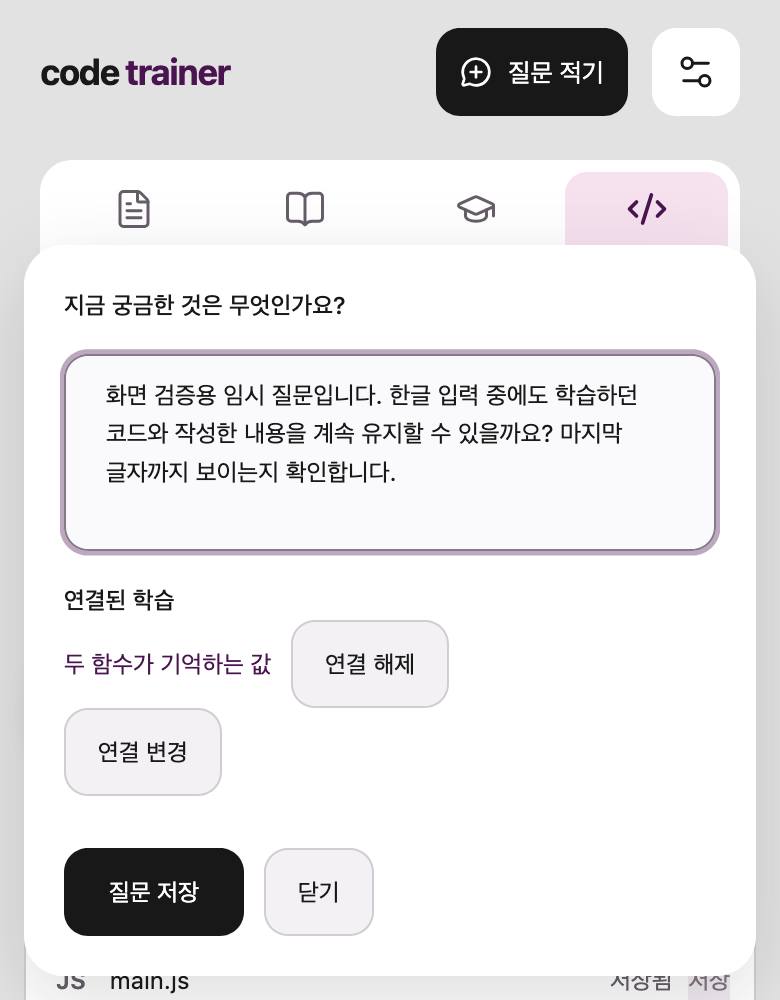 code trainer
질문 적기
지금 궁금한 것은 무엇인가요?
화면 검증용 임시 질문입니다. 한글 입력 중에도 학습하던
코드와 작성한 내용을 계속 유지할 수 있을까요? 마지막
글자까지 보이는지 확인합니다.
연결된 학습
두 함수가 기억하는 값
연결 해제
연결 변경
질문 저장
닫기
JS main.js 저장됨 저장